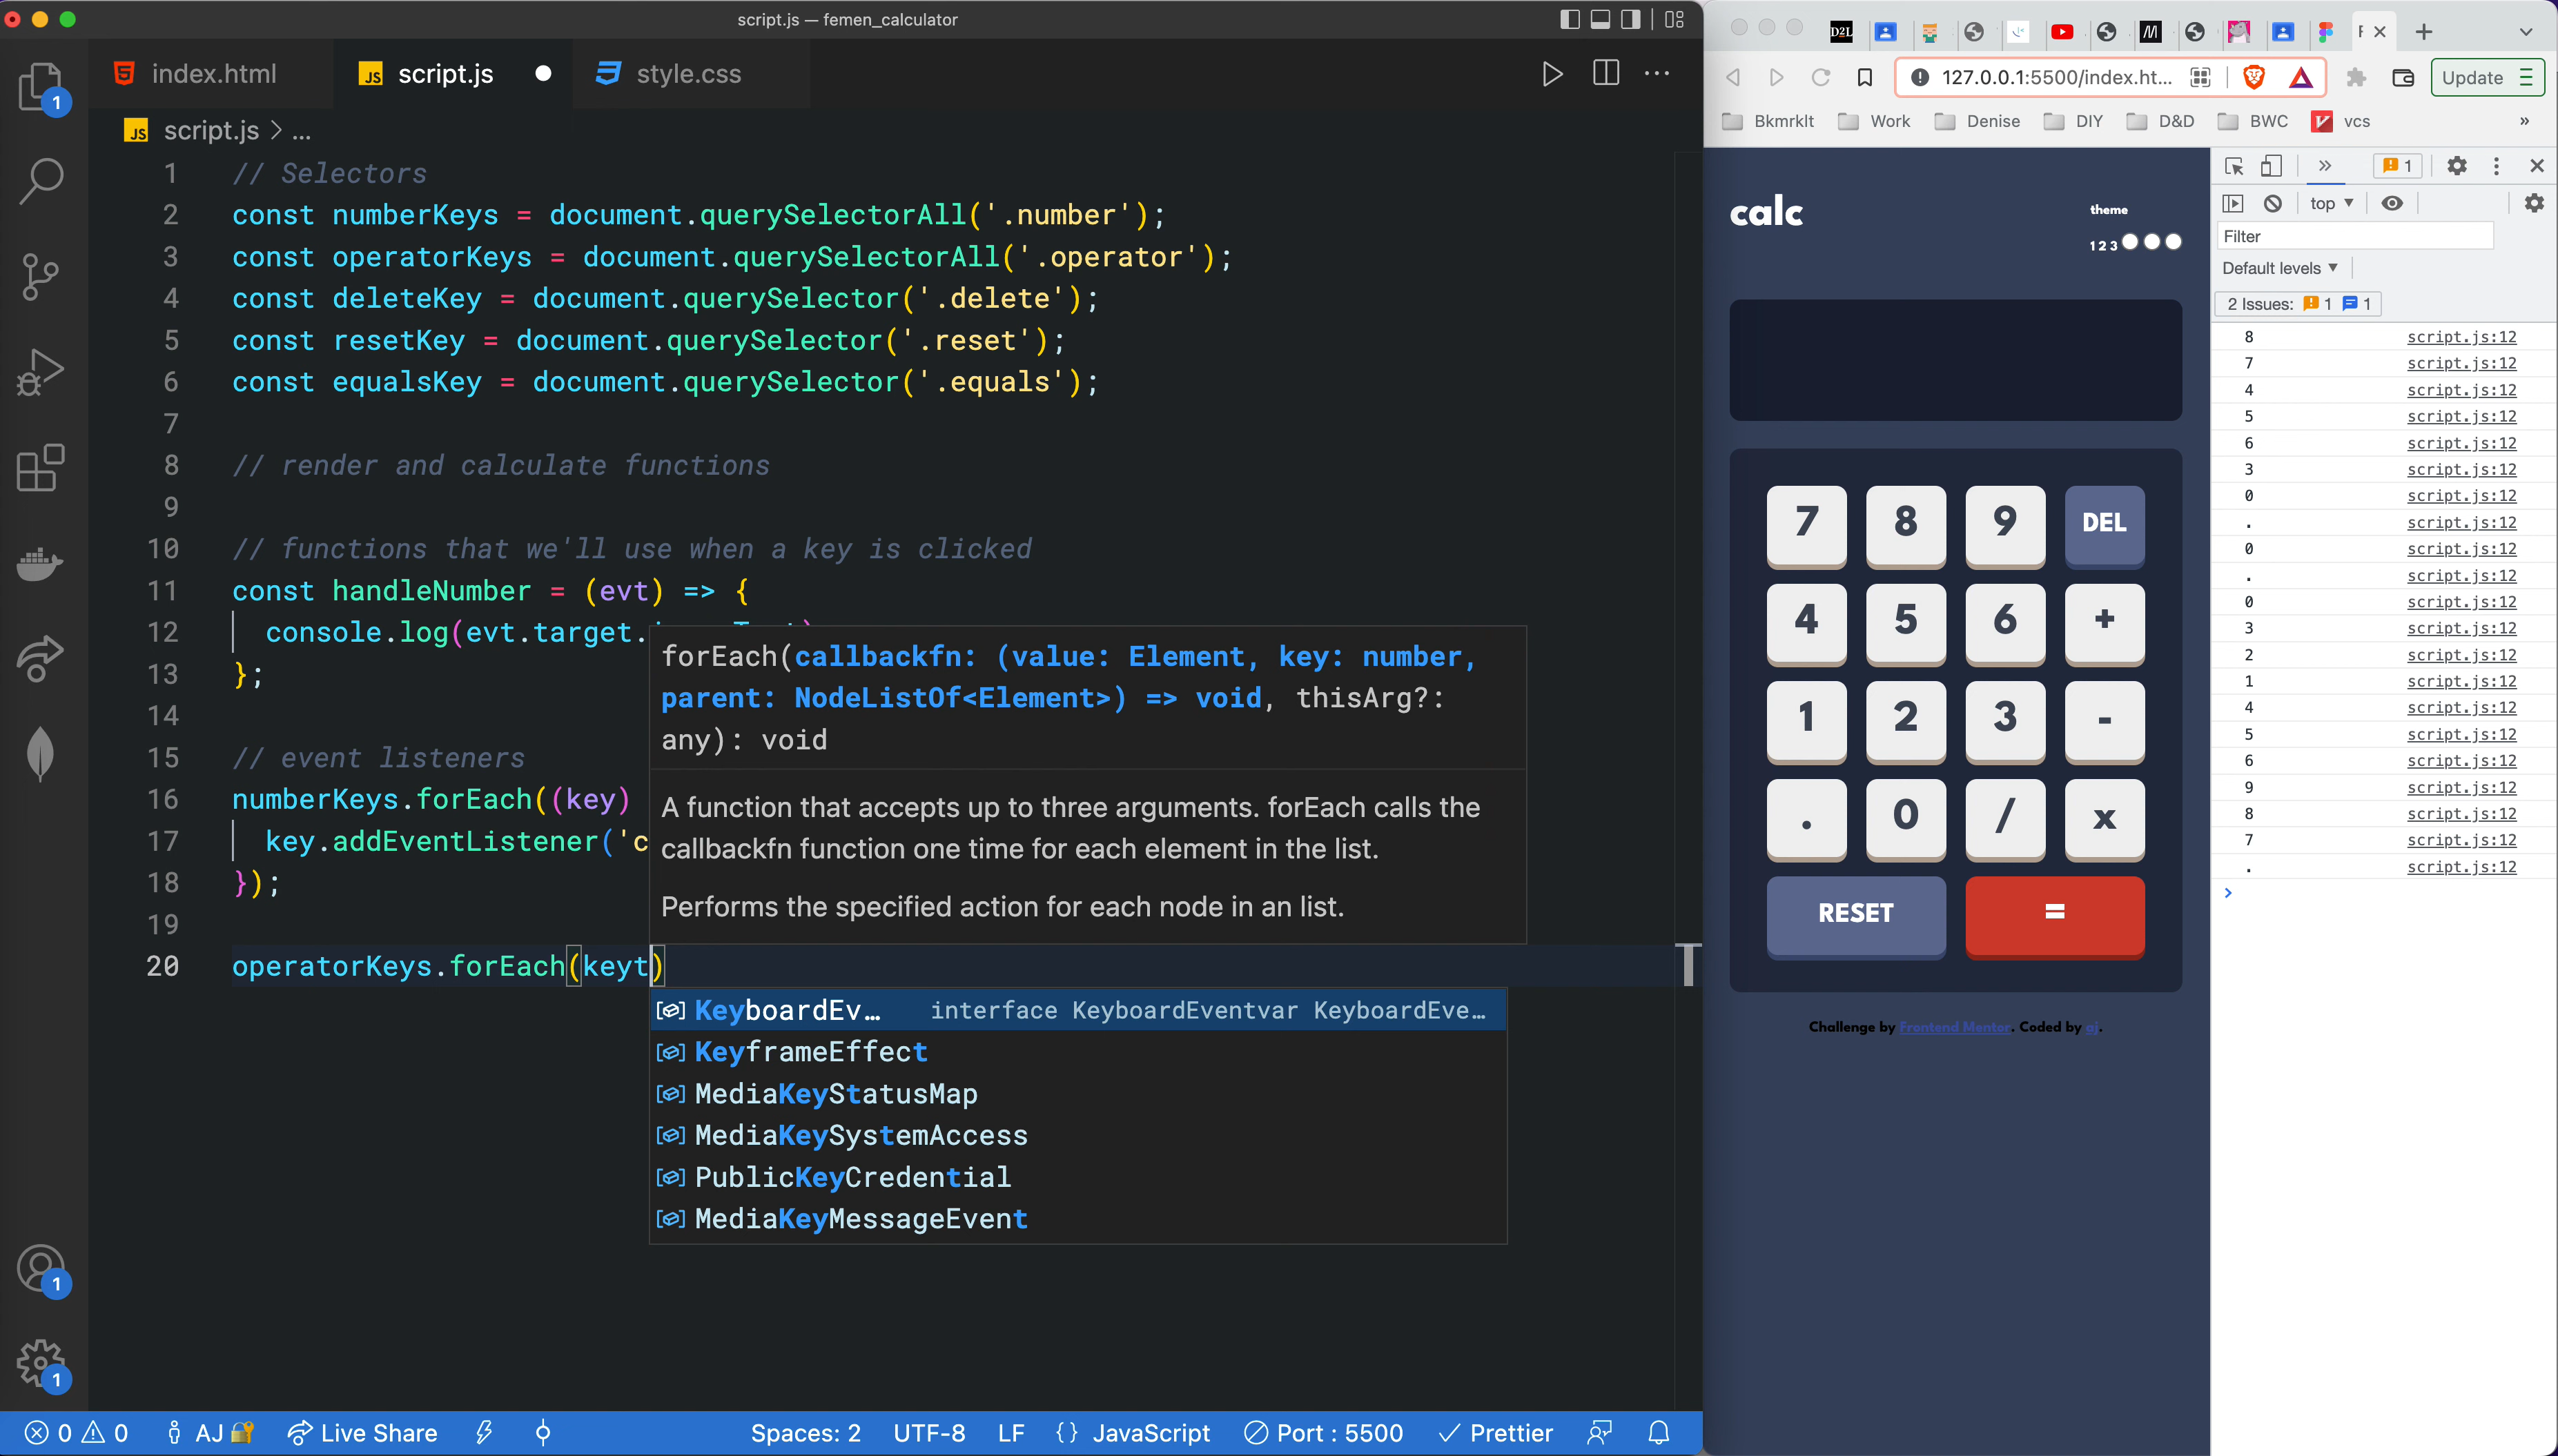 script.js — femen_calculator
index.html
script.js
style.css
script.js > ...
1 // Selectors
2 const numberKeys = document.querySelectorAll('.number');
3 const operatorKeys = document.querySelectorAll('.operator');
4 const deleteKey = document.querySelector('.delete');
5 const resetKey = document.querySelector('.reset');
6 const equalsKey = document.querySelector('.equals');
7
8 // render and calculate functions
9
10 // functions that we'll use when a key is clicked
11 const handleNumber = (evt) => {
12 console.log(evt.target.
13 };
14
15 // event listeners
16 numberKeys.forEach((key)
17 key.addEventListener('c
18 });
19
20 operatorKeys.forEach(keyt)
forEach(callbackfn: (value: Element, key: number,
parent: NodeListOf<Element>) => void, thisArg?:
any): void
A function that accepts up to three arguments. forEach calls the
callbackfn function one time for each element in the list.
Performs the specified action for each node in an list.
KeyboardEv… interface KeyboardEventvar KeyboardEve…
KeyframeEffect
MediaKeyStatusMap
MediaKeySystemAccess
PublicKeyCredential
MediaKeyMessageEvent
1
1
1
0 0 AJ Live Share Spaces: 2 UTF-8 LF {} JavaScript Port : 5500 Prettier
D2L
127.0.0.1:5500/index.ht...
Update
Bkmrklt Work Denise DIY D&D BWC vcs »
calc
theme
1 2 3
7 8 9 DEL
4 5 6 +
1 2 3 -
. 0 / x
RESET =
Challenge by Frontend Mentor. Coded by aj.
» 1
top
Filter
Default levels
2 Issues: 1 1
8 script.js:12
7 script.js:12
4 script.js:12
5 script.js:12
6 script.js:12
3 script.js:12
0 script.js:12
. script.js:12
0 script.js:12
. script.js:12
0 script.js:12
3 script.js:12
2 script.js:12
1 script.js:12
4 script.js:12
5 script.js:12
6 script.js:12
9 script.js:12
8 script.js:12
7 script.js:12
. script.js:12
>